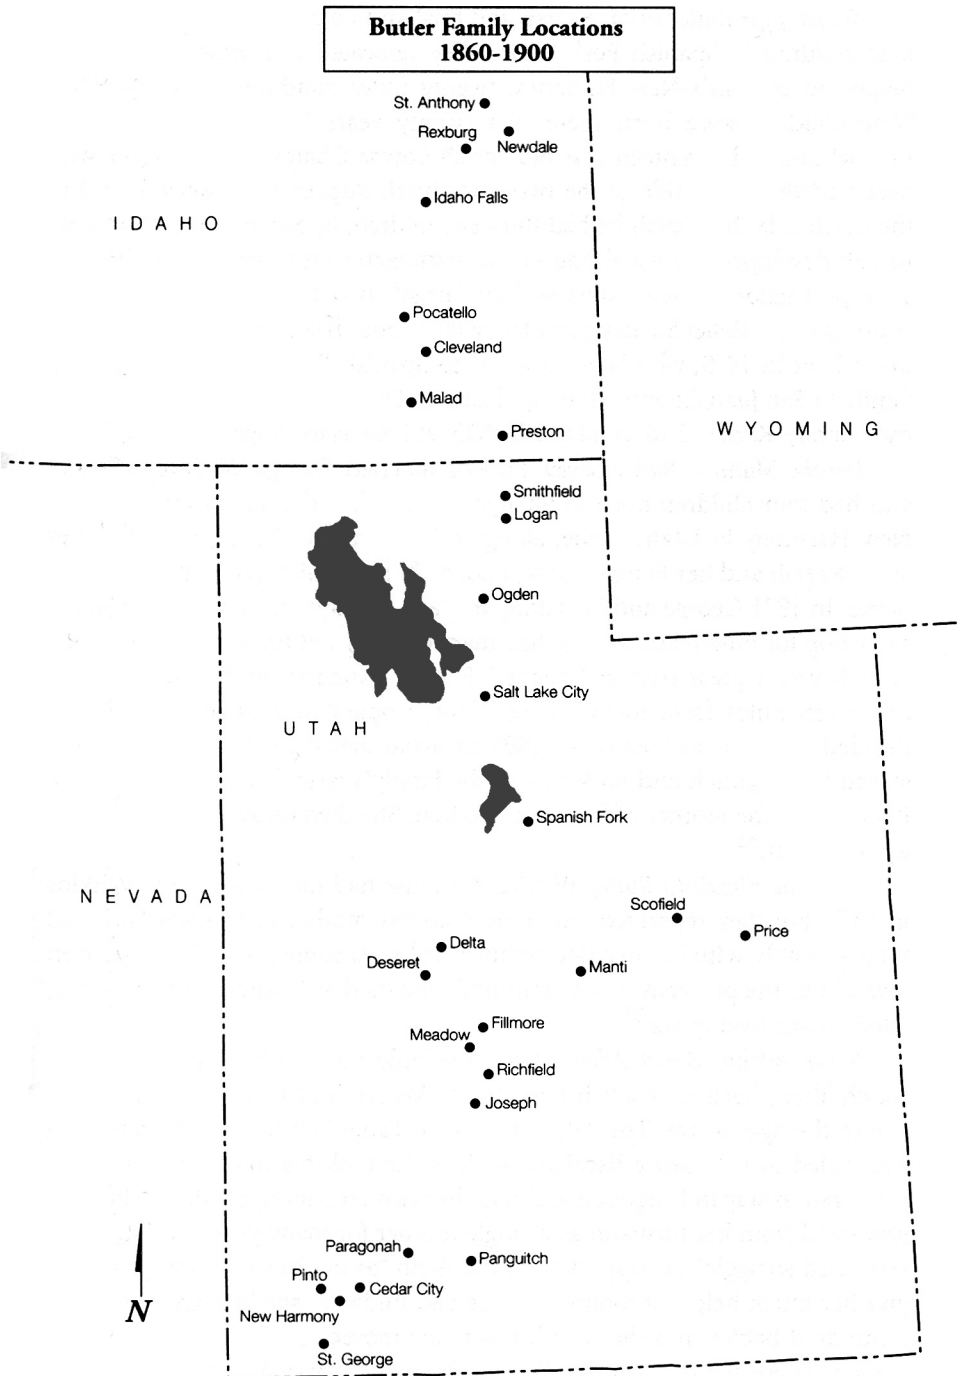 Butler Family Locations
1860-1900
St. Anthony
Rexburg
Newdale
Idaho Falls
IDAHO
Pocatello
Cleveland
Malad
WYOMING
Preston
Smithfield
Logan
Ogden
Salt Lake City
UTAH
Spanish Fork
NEVADA
Scofield
Price
Delta
Deseret
Manti
Fillmore
Meadow
Richfield
Joseph
Paragonah
Panguitch
Pinto
Cedar City
New Harmony
N
St. George